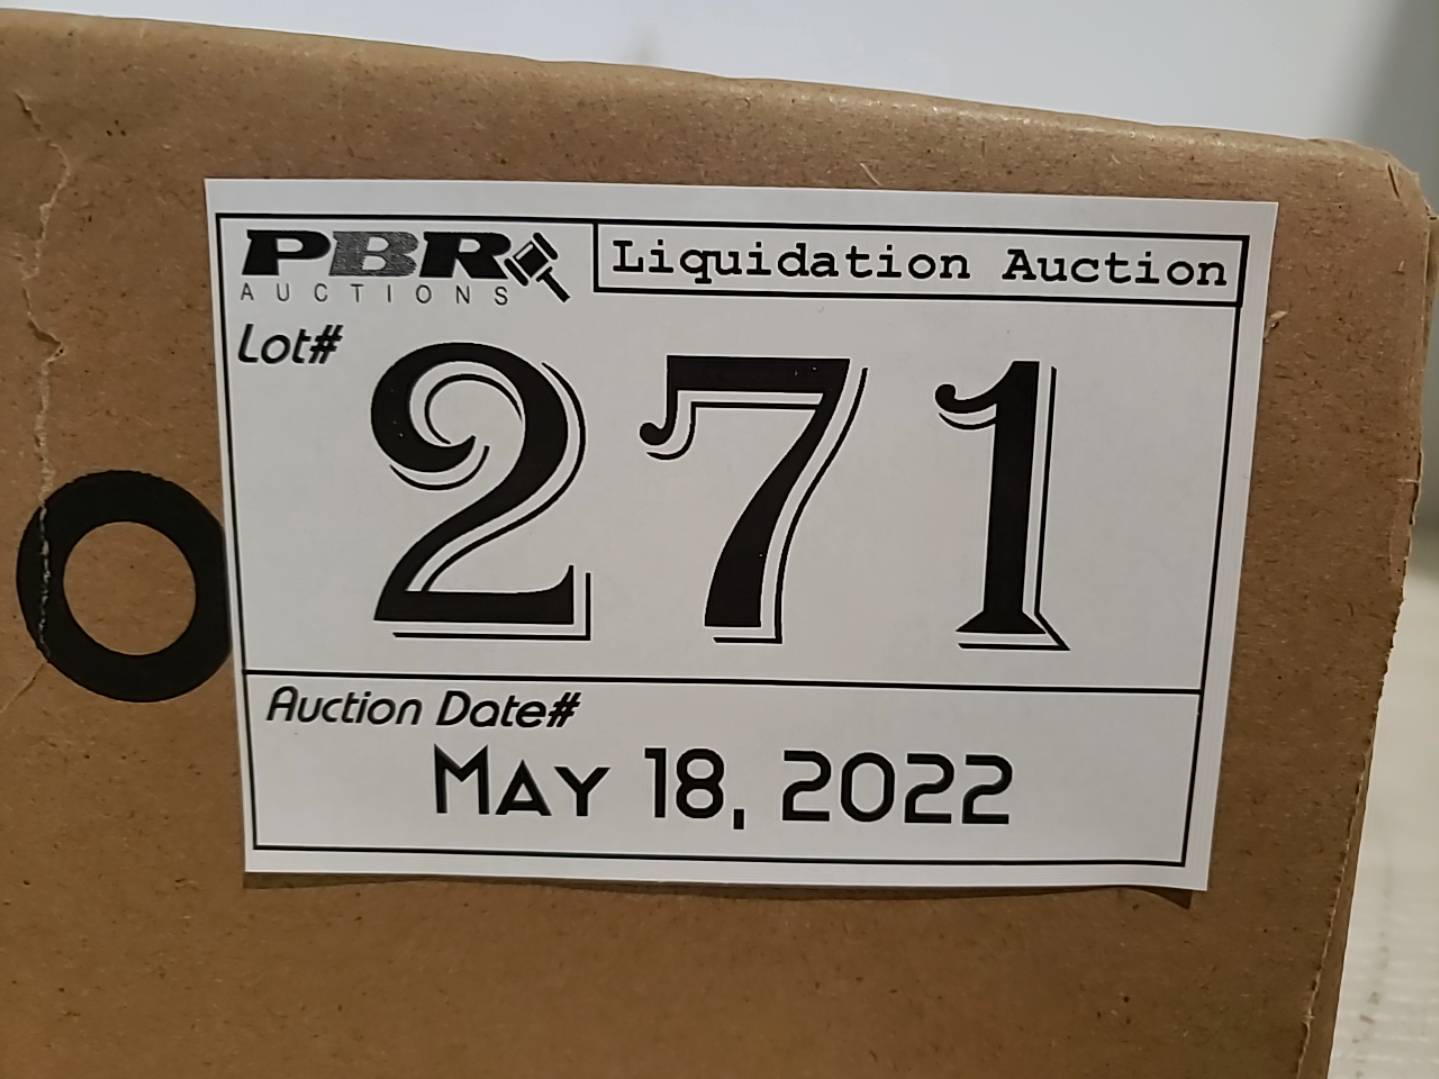 PBR
AUCTIONS
Liquidation Auction
Lot#
271
Auction Date#
May 18, 2022